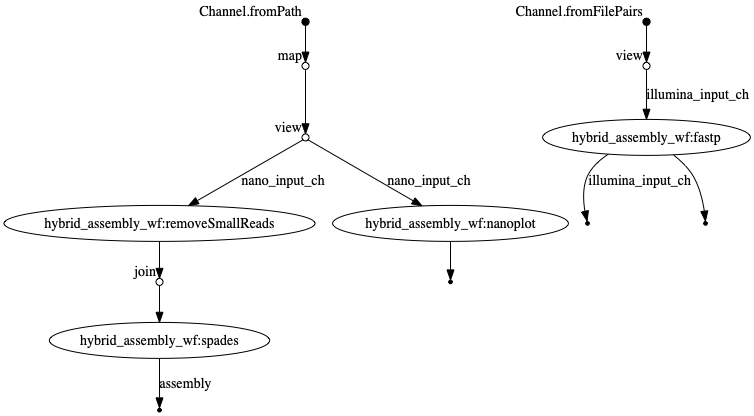 Channel.fromPath
Channel.fromFilePairs
map
view
illumina_input_ch
view
hybrid_assembly_wf:fastp
nano_input_ch
nano_input_ch
illumina_input_ch
hybrid_assembly_wf:removeSmallReads
hybrid_assembly_wf:nanoplot
join
hybrid_assembly_wf:spades
assembly